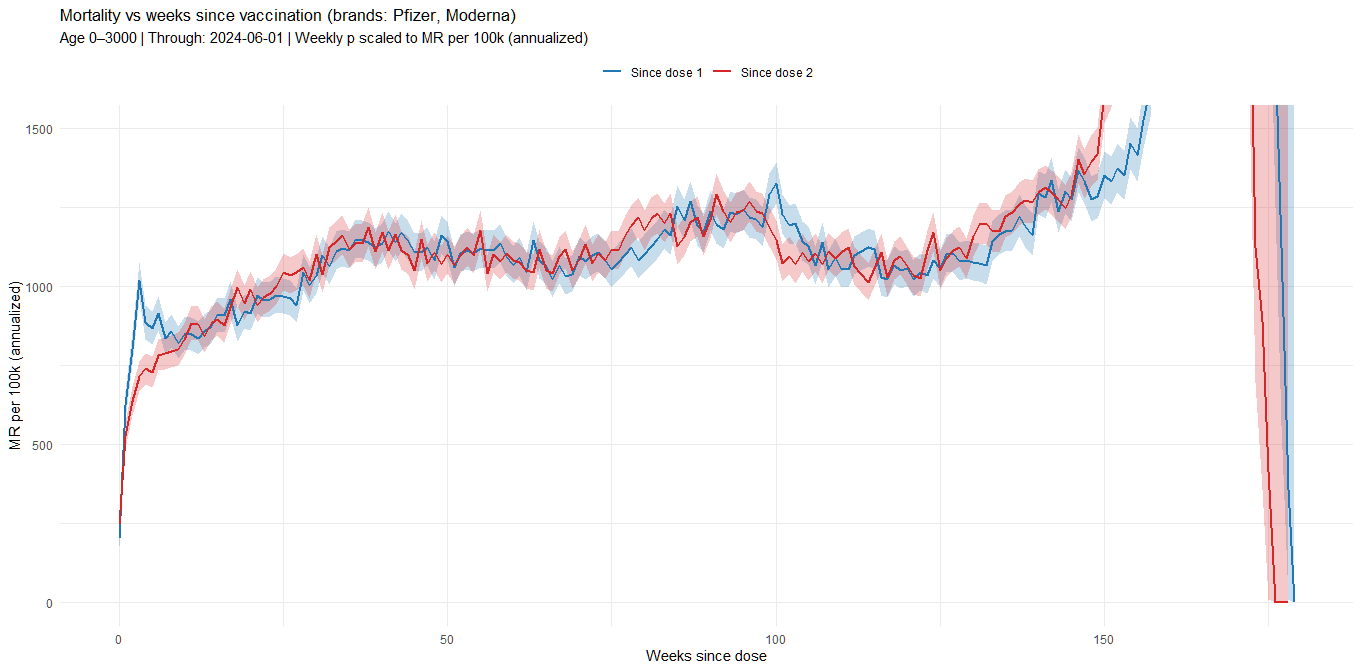 Mortality vs weeks since vaccination (brands: Pfizer, Moderna)
Age 0–3000 | Through: 2024-06-01 | Weekly p scaled to MR per 100k (annualized)
Since dose 1 Since dose 2
MR per 100k (annualized)
1500
1000
500
0
0 50 100 150
Weeks since dose